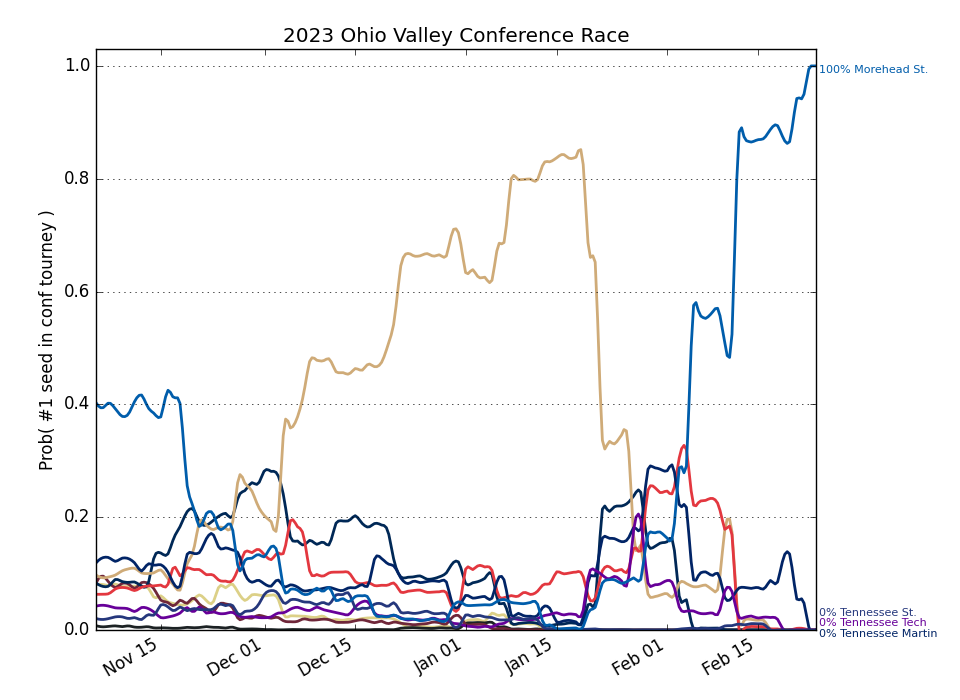 2023 Ohio Valley Conference Race
Prob( #1 seed in conf tourney )
1.0
0.8
0.6
0.4
0.2
0.0
Nov 15
Dec 01
Dec 15
Jan 01
Jan 15
Feb 01
Feb 15
100% Morehead St.
0% Tennessee St.
0% Tennessee Tech
0% Tennessee Martin